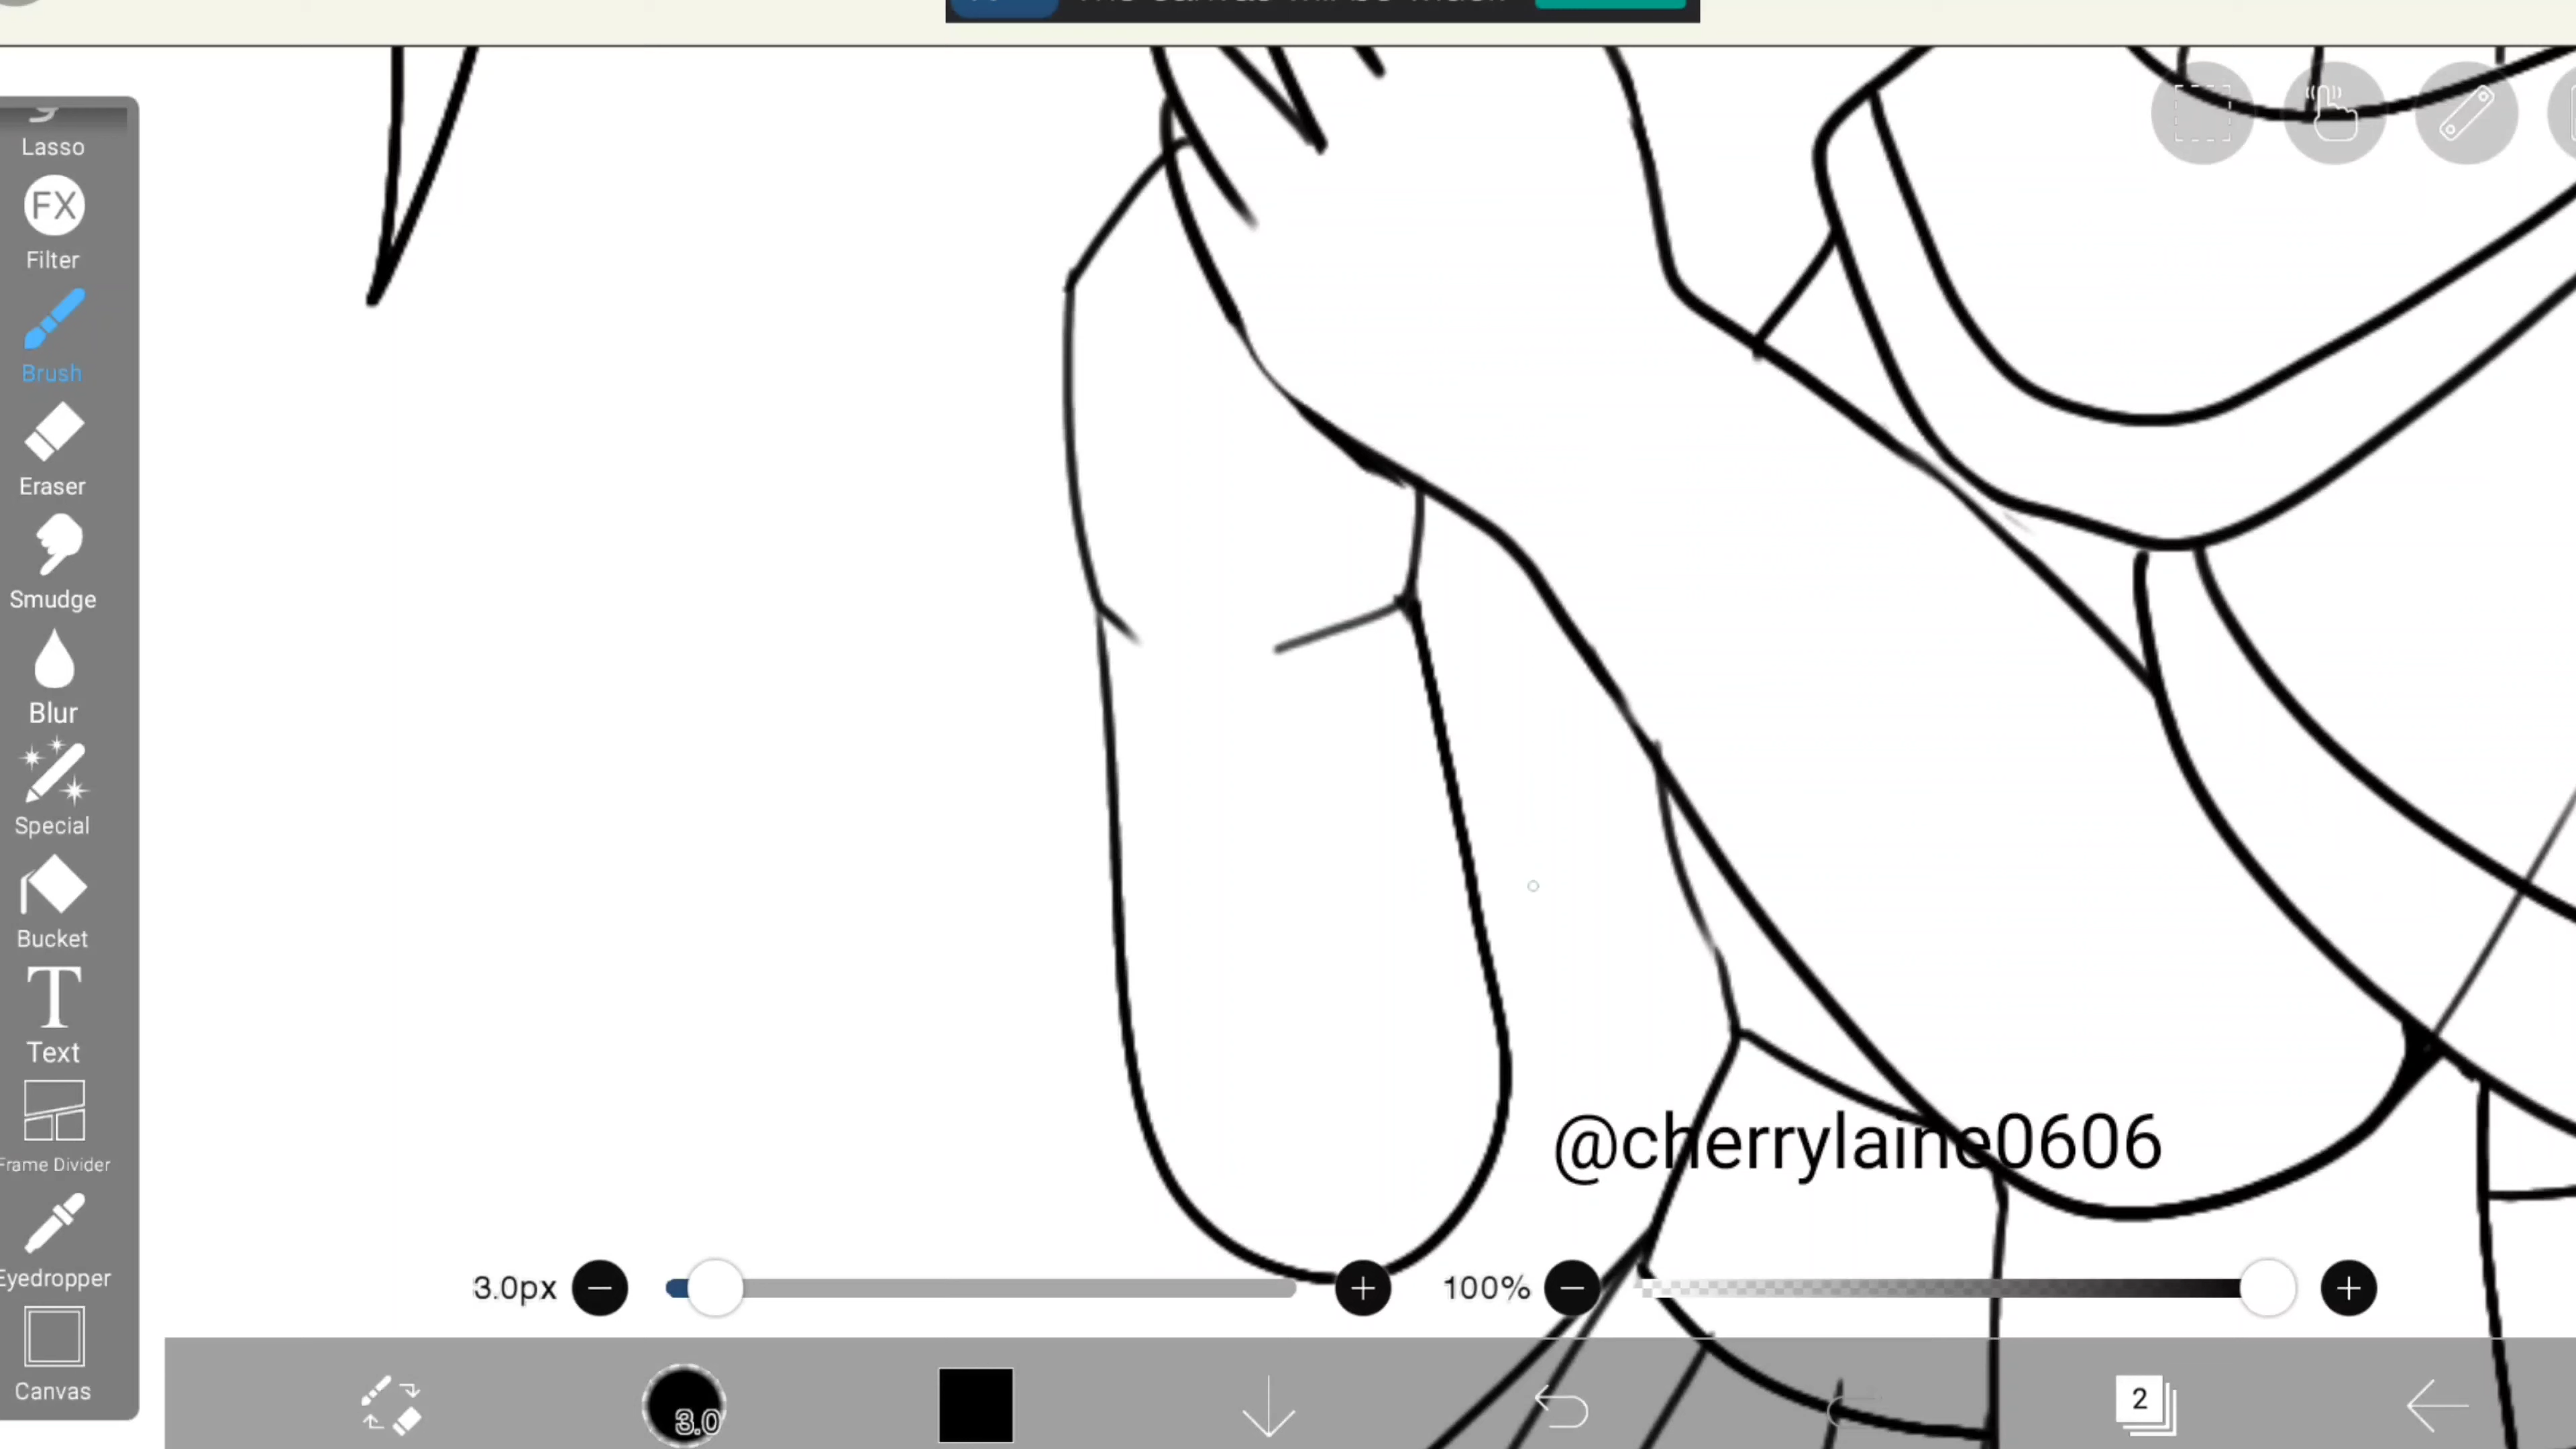 Lasso
FX
Filter
Brush
Eraser
Smudge
Blur
Special
Bucket
T
Text
Frame Divider
Eyedropper
Canvas
@cherrylaine0606
3.0px
100%
3.0
2